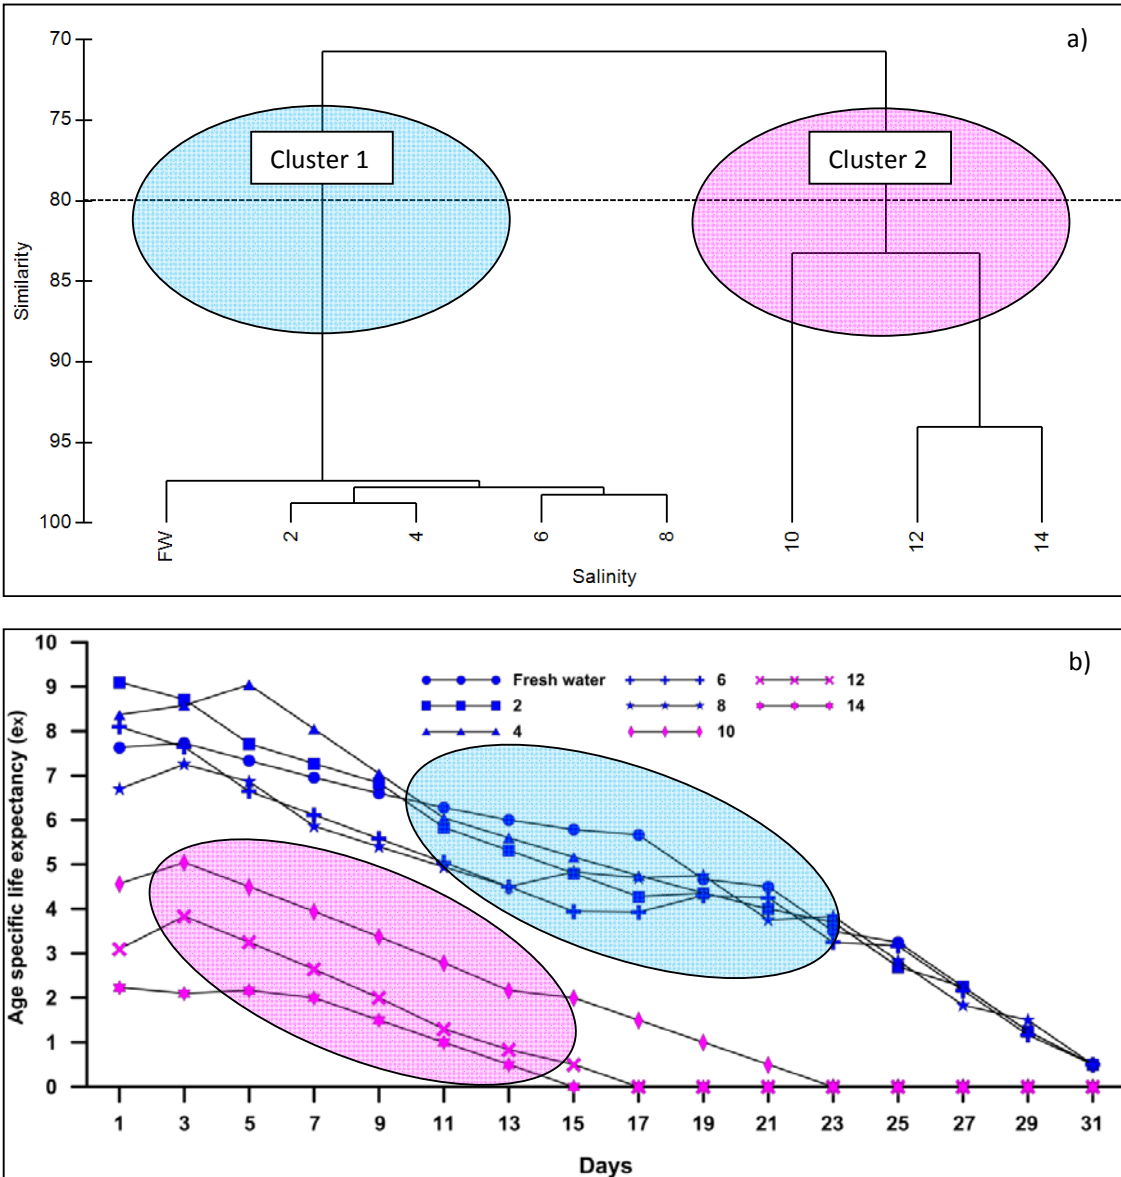 a)
70
75
Cluster 1
Cluster 2
80
85
90
95
100
Similarity
FW
2
4
6
8
10
12
14
Salinity
b)
10
9
8
7
6
5
4
3
2
1
0
Age specific life expectancy (ex)
Fresh water
2
4
6
8
10
12
14
1 3 5 7 9 11 13 15 17 19 21 23 25 27 29 31
Days